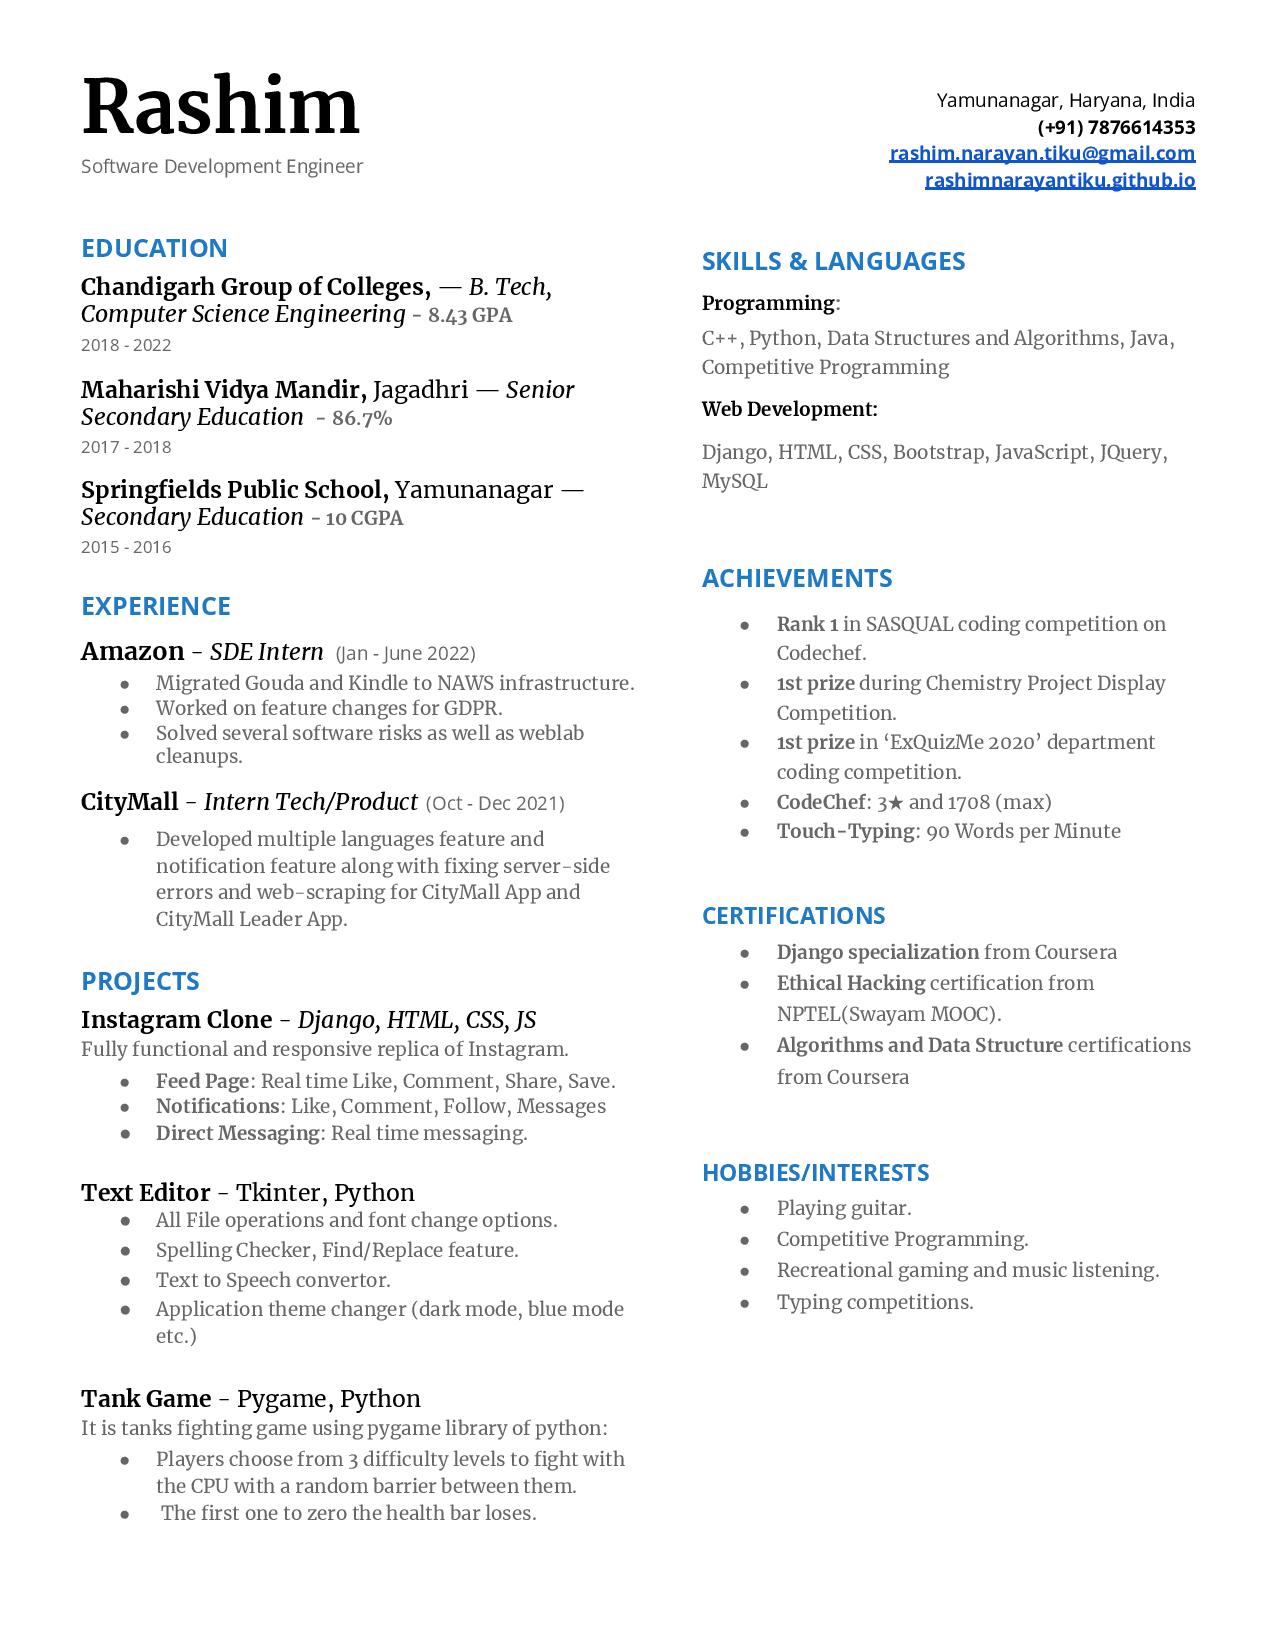 Rashim
Software Development Engineer
Yamunanagar, Haryana, India
(+91) 7876614353
rashim.narayan.tiku@gmail.com
rashimnarayantiku.github.io
EDUCATION
Chandigarh Group of Colleges, — B. Tech,
Computer Science Engineering - 8.43 GPA
2018 - 2022
Maharishi Vidya Mandir, Jagadhri — Senior
Secondary Education - 86.7%
2017 - 2018
Springfields Public School, Yamunanagar —
Secondary Education - 10 CGPA
2015 - 2016
EXPERIENCE
Amazon - SDE Intern (Jan - June 2022)
● Migrated Gouda and Kindle to NAWS infrastructure.
● Worked on feature changes for GDPR.
● Solved several software risks as well as weblab
cleanups.
CityMall - Intern Tech/Product (Oct - Dec 2021)
● Developed multiple languages feature and
notification feature along with fixing server-side
errors and web-scraping for CityMall App and
CityMall Leader App.
PROJECTS
Instagram Clone - Django, HTML, CSS, JS
Fully functional and responsive replica of Instagram.
● Feed Page: Real time Like, Comment, Share, Save.
● Notifications: Like, Comment, Follow, Messages
● Direct Messaging: Real time messaging.
Text Editor - Tkinter, Python
● All File operations and font change options.
● Spelling Checker, Find/Replace feature.
● Text to Speech convertor.
● Application theme changer (dark mode, blue mode
etc.)
Tank Game - Pygame, Python
It is tanks fighting game using pygame library of python:
● Players choose from 3 difficulty levels to fight with
the CPU with a random barrier between them.
● The first one to zero the health bar loses.
SKILLS & LANGUAGES
Programming:
C++, Python, Data Structures and Algorithms, Java,
Competitive Programming
Web Development:
Django, HTML, CSS, Bootstrap, JavaScript, JQuery,
MySQL
ACHIEVEMENTS
● Rank 1 in SASQUAL coding competition on
Codechef.
● 1st prize during Chemistry Project Display
Competition.
● 1st prize in ‘ExQuizMe 2020’ department
coding competition.
● CodeChef: 3★ and 1708 (max)
● Touch-Typing: 90 Words per Minute
CERTIFICATIONS
● Django specialization from Coursera
● Ethical Hacking certification from
NPTEL(Swayam MOOC).
● Algorithms and Data Structure certifications
from Coursera
HOBBIES/INTERESTS
● Playing guitar.
● Competitive Programming.
● Recreational gaming and music listening.
● Typing competitions.